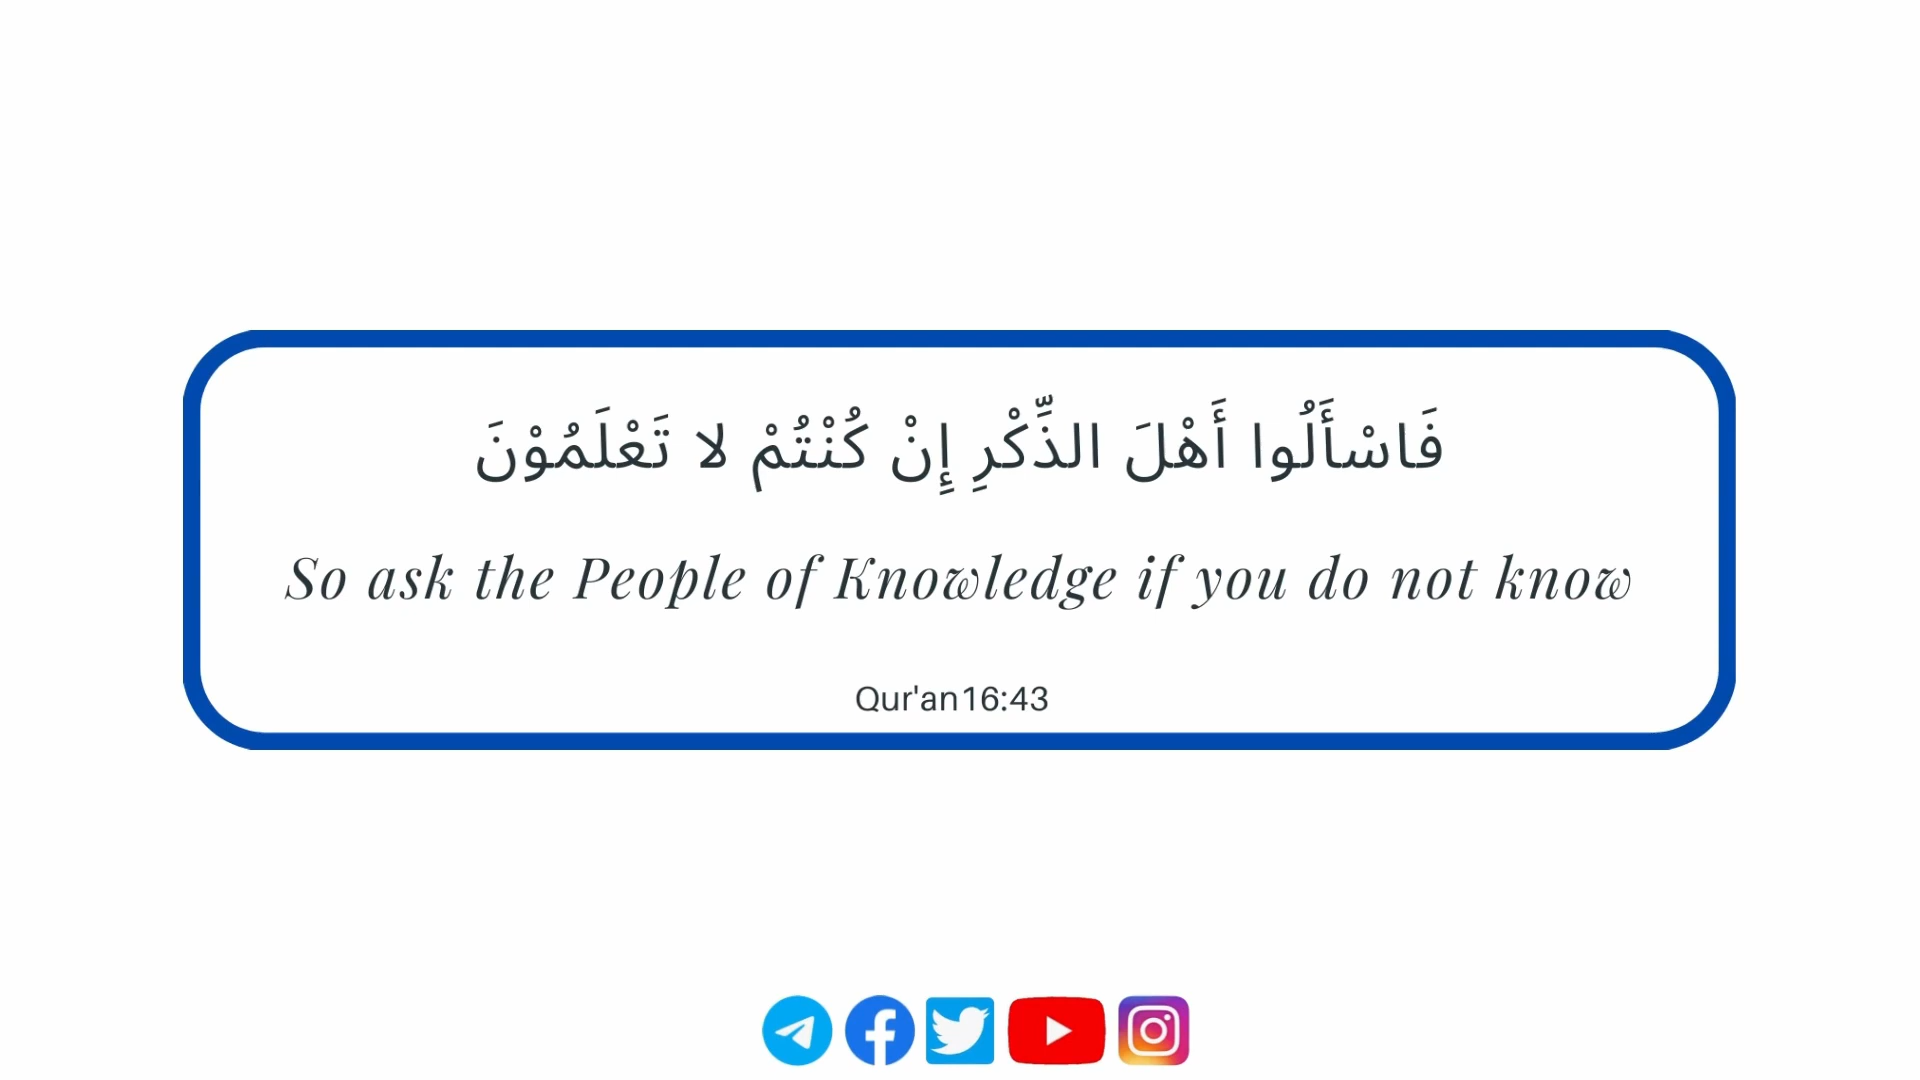 فَاسْأَلُوا أَهْلَ الذِّكْرِ إِنْ كُنْتُمْ لا تَعْلَمُوْنَ
So ask the People of Knowledge if you do not know
Qur'an16:43